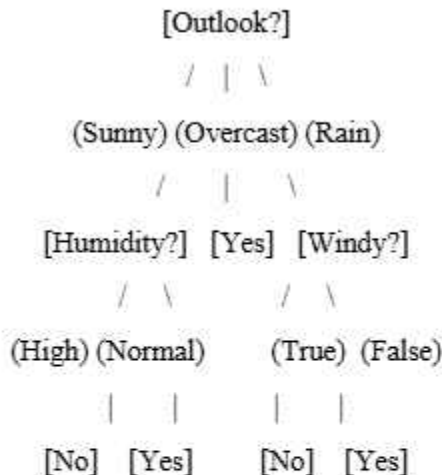 [Outlook?]
/ | \
(Sunny) (Overcast) (Rain)
/ | \
[Humidity?] [Yes] [Windy?]
/ \ / \
(High) (Normal) (True) (False)
| | | |
[No] [Yes] [No] [Yes]